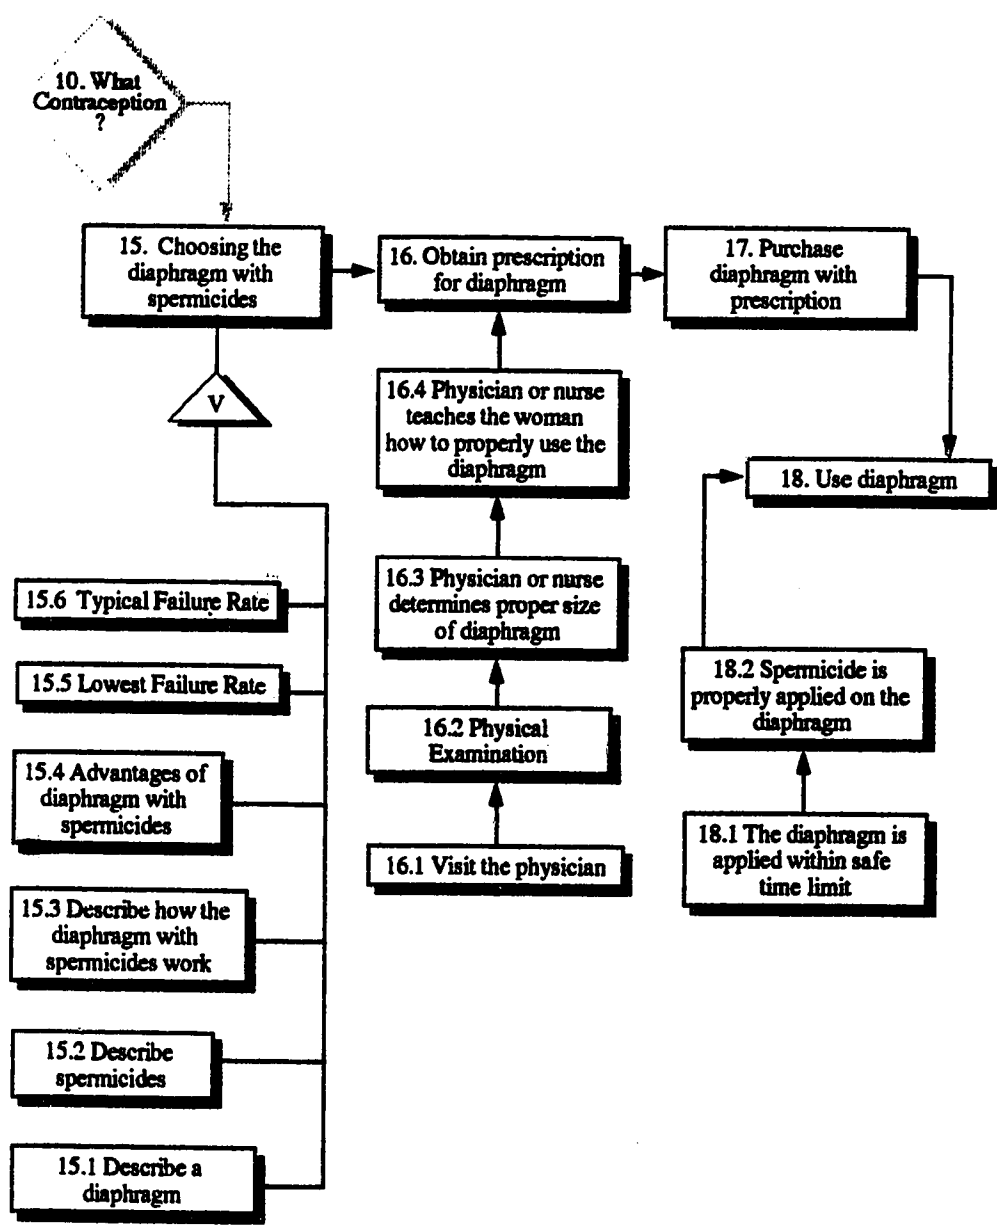 10. What
Contraception
?
15. Choosing the
diaphragm with
spermicides
16. Obtain prescription
for diaphragm
17. Purchase
diaphragm with
prescription
V
16.4 Physician or nurse
teaches the woman
how to properly use the
diaphragm
18. Use diaphragm
16.3 Physician or nurse
determines proper size
of diaphragm
15.6 Typical Failure Rate
15.5 Lowest Failure Rate
18.2 Spermicide is
properly applied on the
diaphragm
16.2 Physical
Examination
15.4 Advantages of
diaphragm with
spermicides
16.1 Visit the physician
18.1 The diaphragm is
applied within safe
time limit
15.3 Describe how the
diaphragm with
spermicides work
15.2 Describe
spermicides
15.1 Describe a
diaphragm